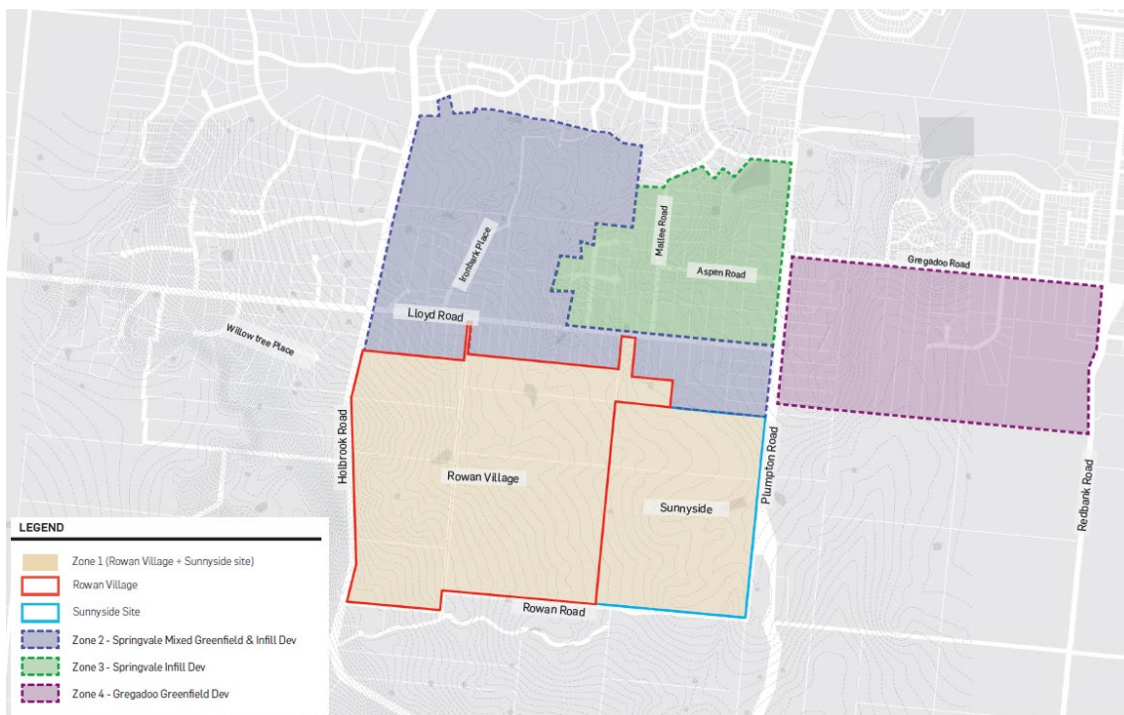 Gregadoo Road
Mallee Road
Aspen Road
Ironbark Place
Lloyd Road
Willow tree Place
Holbrook Road
Plumpton Road
Redbank Road
Rowan Village
Sunnyside
Rowan Road
LEGEND
Zone 1 (Rowan Village + Sunnyside site)
Rowan Village
Sunnyside Site
Zone 2 - Springvale Mixed Greenfield & Infill Dev
Zone 3 - Springvale Infill Dev
Zone 4 - Gregadoo Greenfield Dev